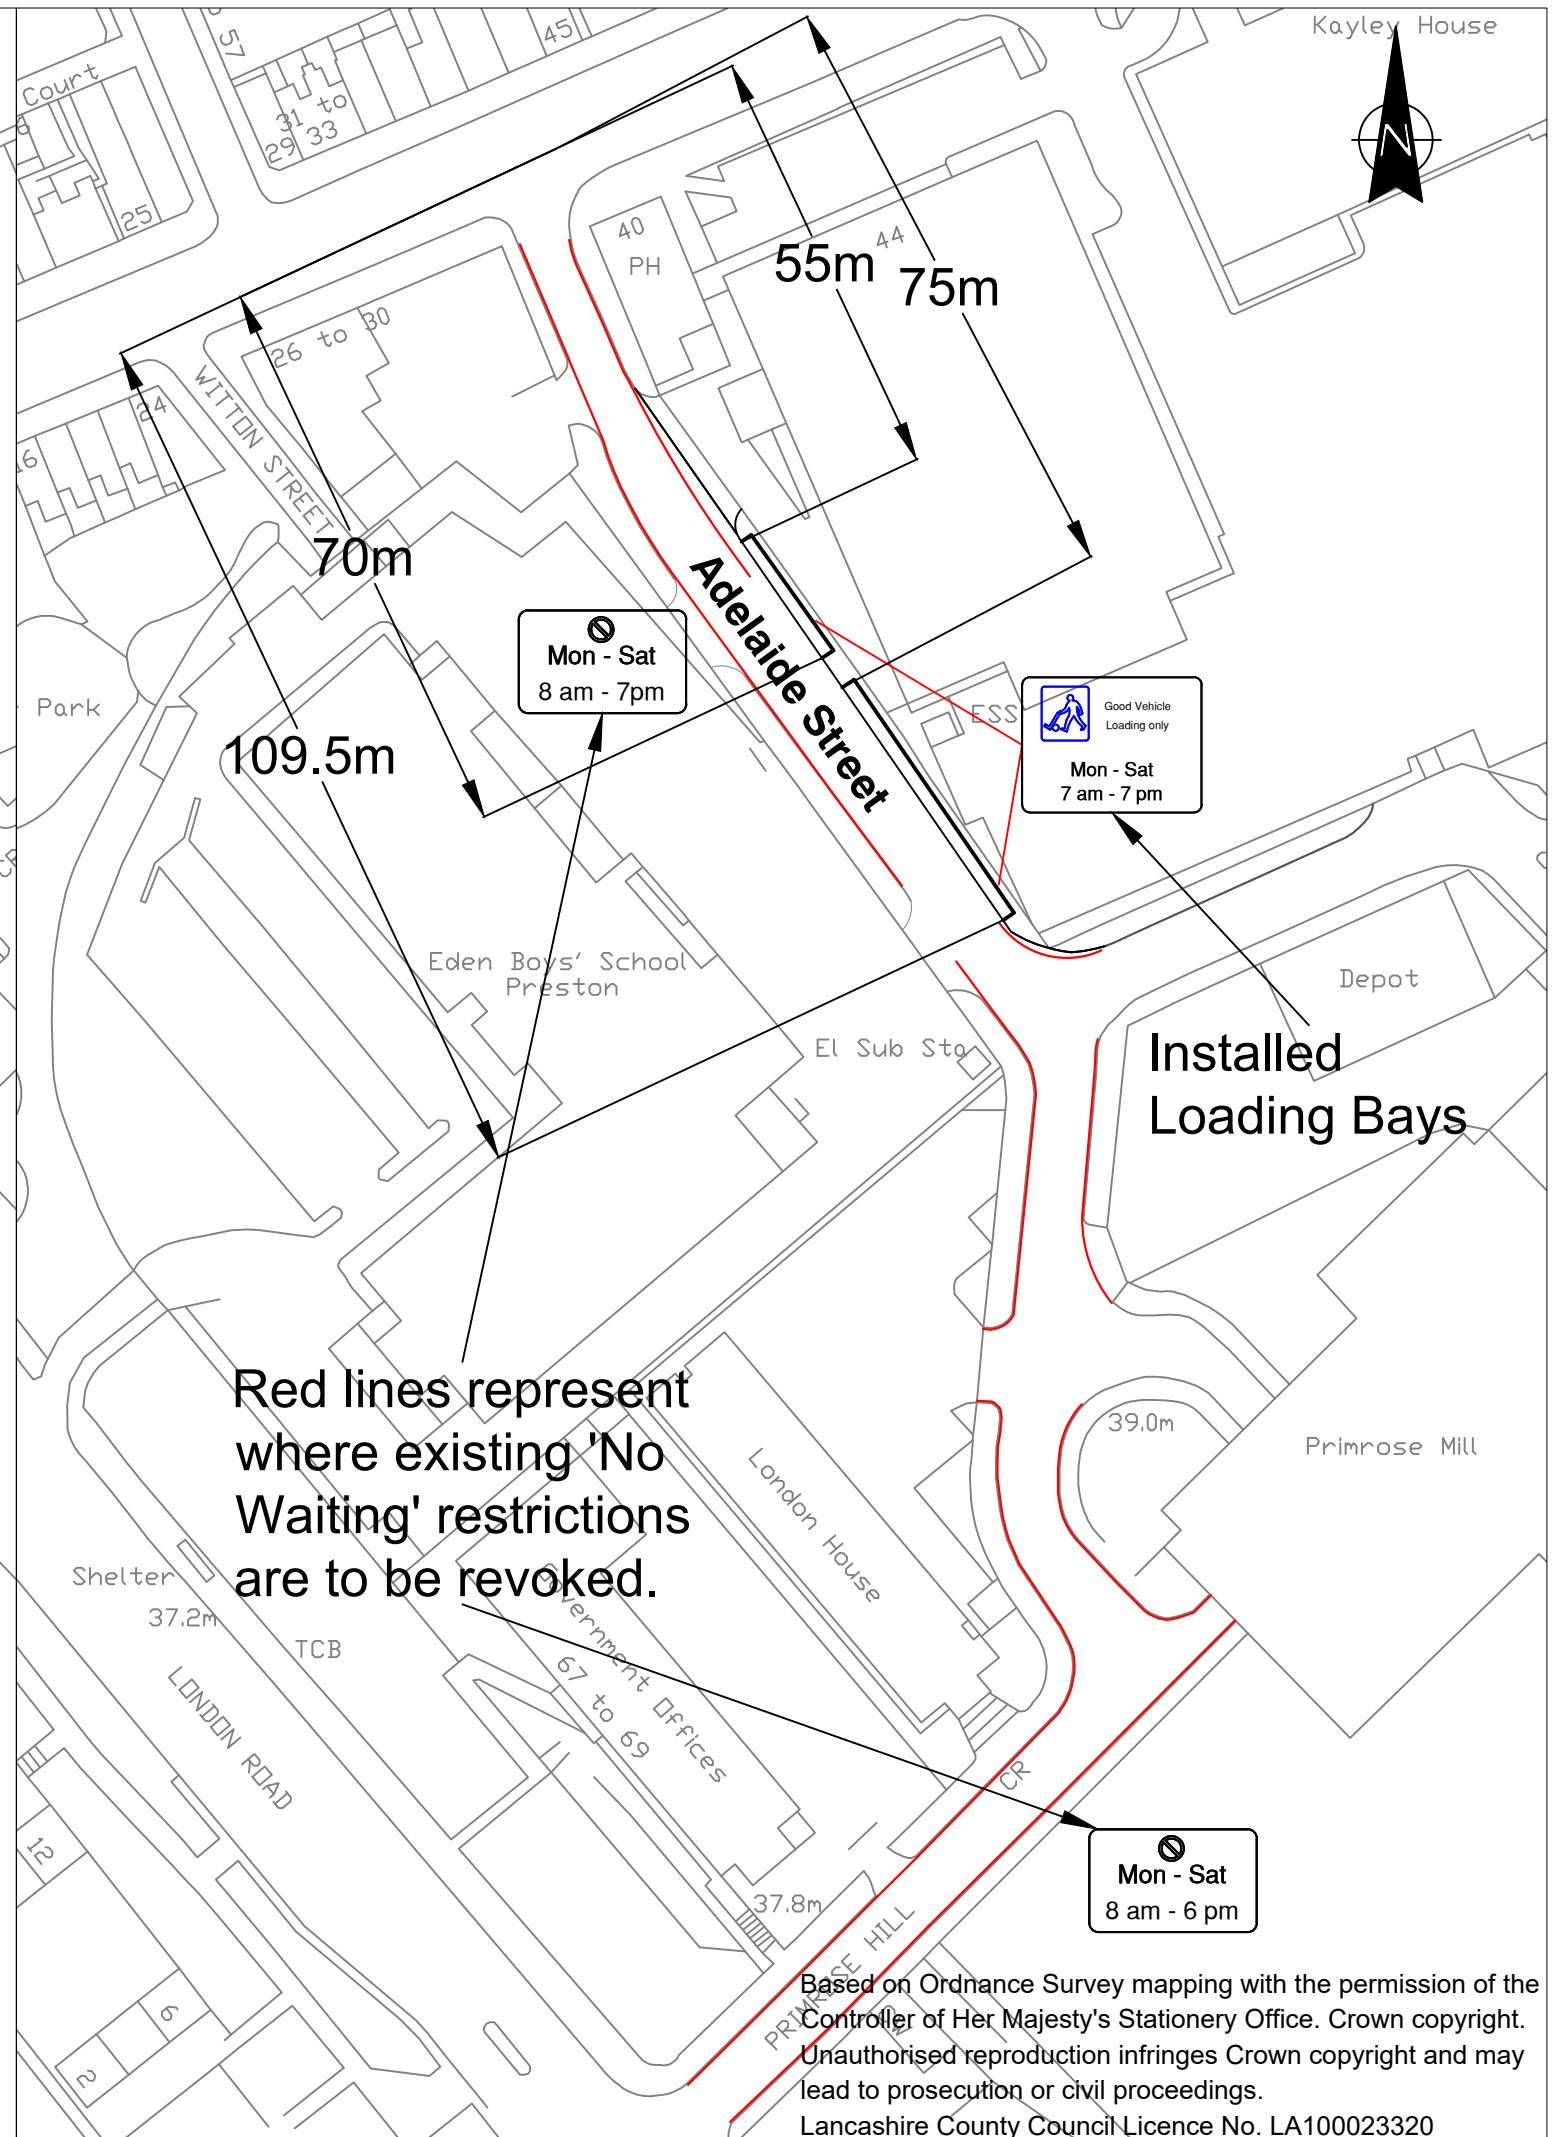 Kayley House
57
45
Court
8
31 to
33
29
25
N
40
PH
44
55m
75m
26 to 30
WITTON STREET
24
16
70m
Mon - Sat
8 am - 7pm
Adelaide Street
Park
109.5m
ESS
Good Vehicle
Loading only
Mon - Sat
7 am - 7 pm
Eden Boys' School
Preston
Depot
El Sub Sta
Installed
Loading Bays
Red lines represent
where existing 'No
Waiting' restrictions
are to be revoked.
39.0m
Primrose Mill
London House
Shelter
37.2m
TCB
Government Offices
67 to 69
LONDON ROAD
CR
12
Mon - Sat
8 am - 6 pm
37.8m
PRIMROSE HILL
6
2
Based on Ordnance Survey mapping with the permission of the
Controller of Her Majesty's Stationery Office. Crown copyright.
Unauthorised reproduction infringes Crown copyright and may
lead to prosecution or civil proceedings.
Lancashire County Council Licence No. LA100023320